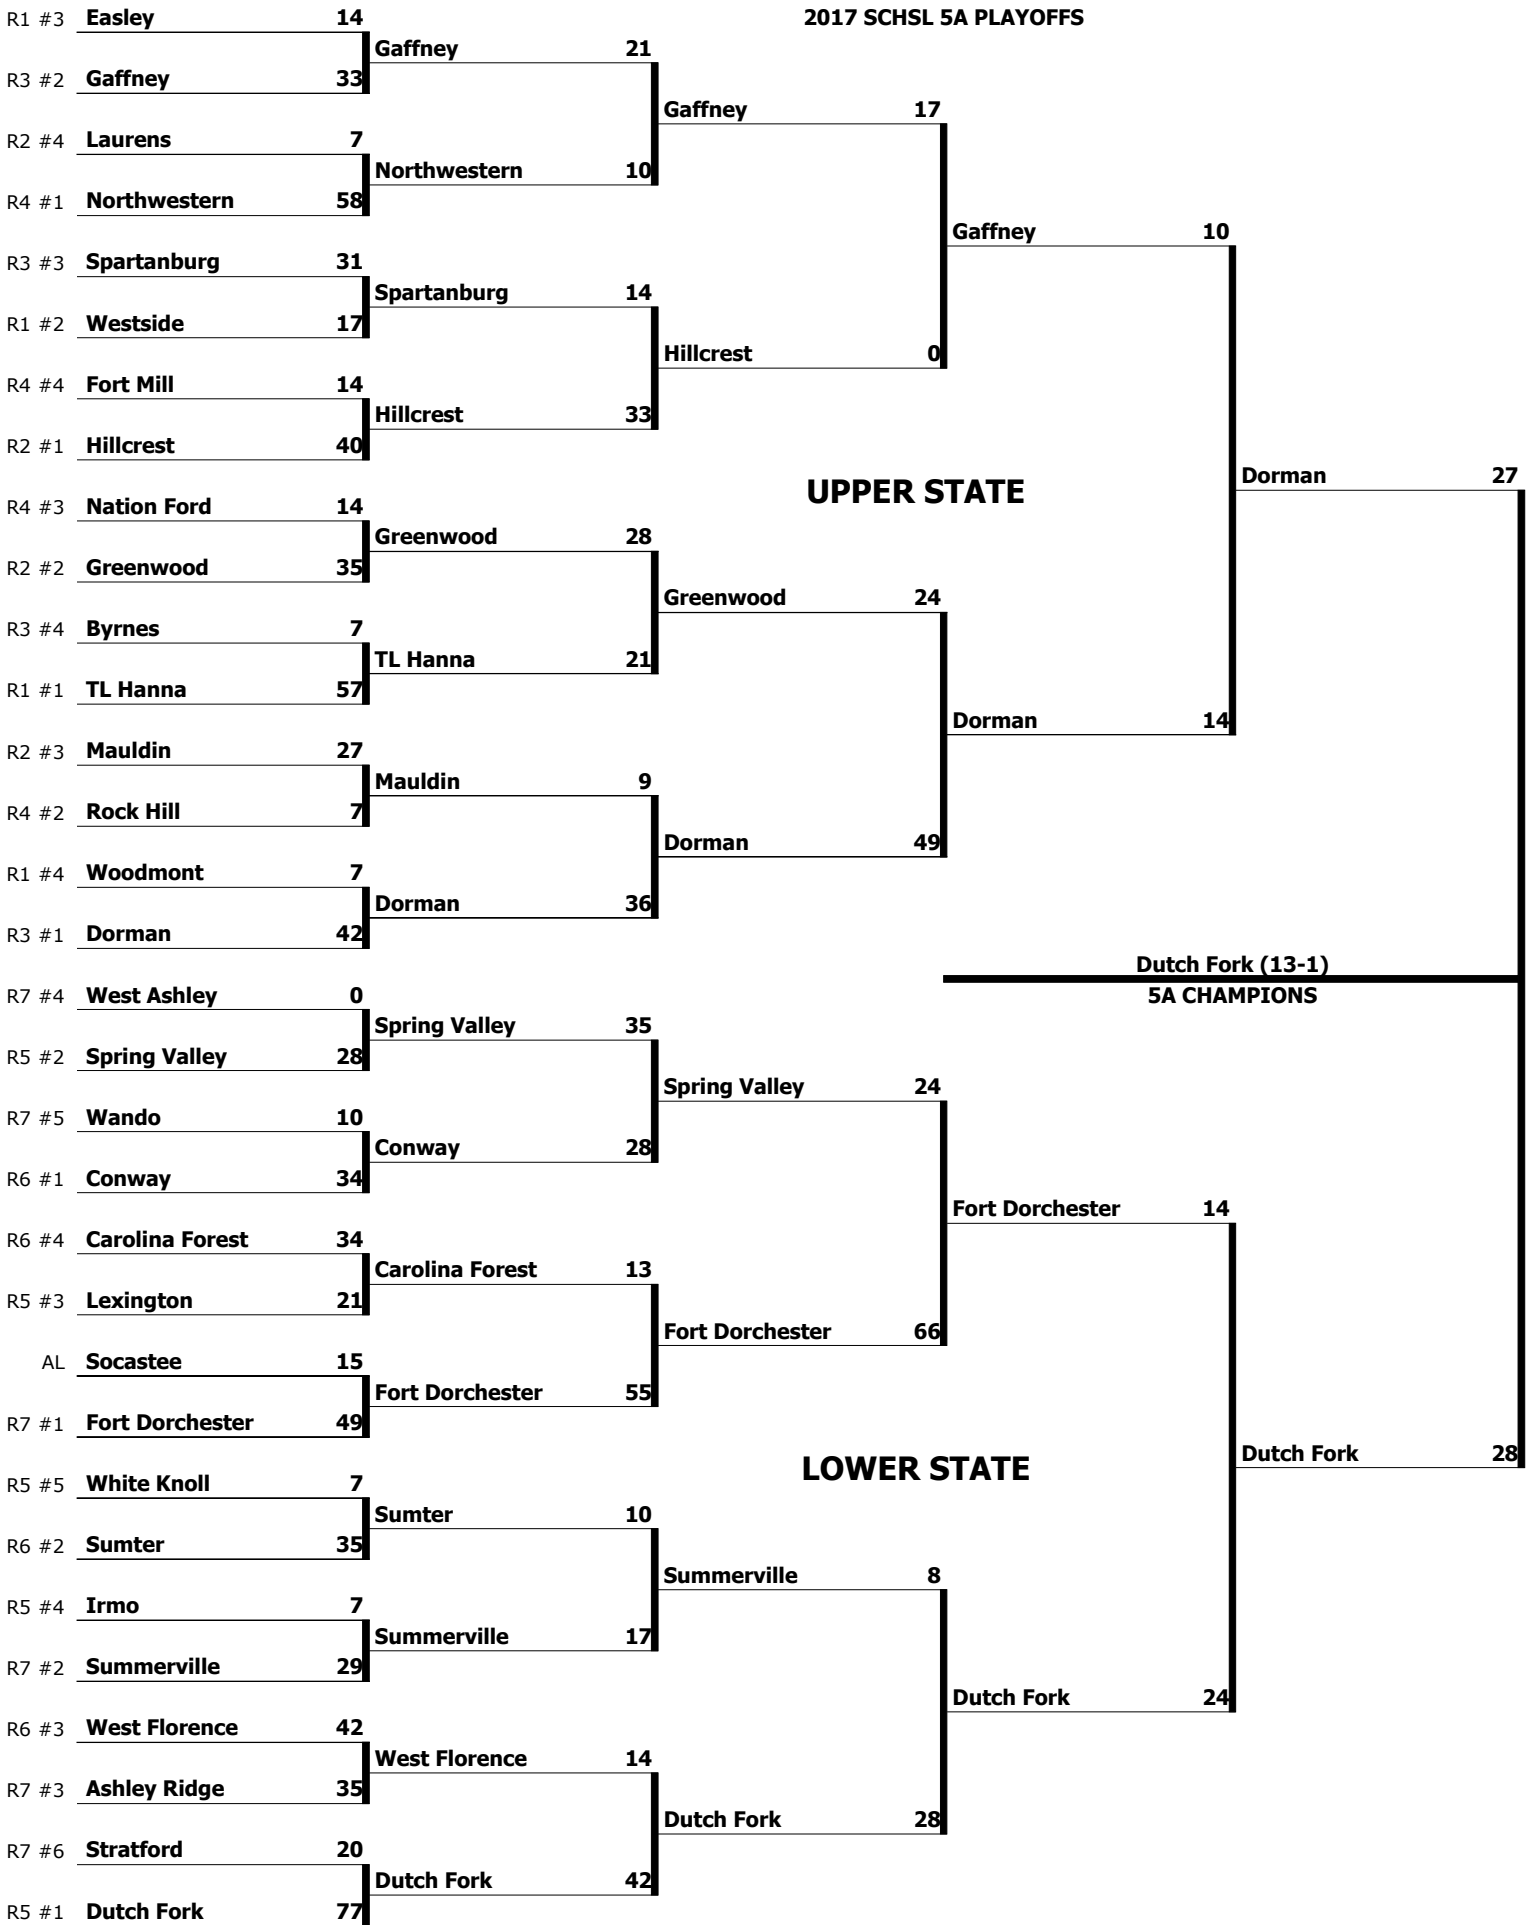 2017 SCHSL 5A PLAYOFFS
R1 #3 Easley 14
R3 #2 Gaffney 33
R2 #4 Laurens 7
R4 #1 Northwestern 58
R3 #3 Spartanburg 31
R1 #2 Westside 17
R4 #4 Fort Mill 14
R2 #1 Hillcrest 40
R4 #3 Nation Ford 14
R2 #2 Greenwood 35
R3 #4 Byrnes 7
R1 #1 TL Hanna 57
R2 #3 Mauldin 27
R4 #2 Rock Hill 7
R1 #4 Woodmont 7
R3 #1 Dorman 42
R7 #4 West Ashley 0
R5 #2 Spring Valley 28
R7 #5 Wando 10
R6 #1 Conway 34
R6 #4 Carolina Forest 34
R5 #3 Lexington 21
AL Socastee 15
R7 #1 Fort Dorchester 49
R5 #5 White Knoll 7
R6 #2 Sumter 35
R5 #4 Irmo 7
R7 #2 Summerville 29
R6 #3 West Florence 42
R7 #3 Ashley Ridge 35
R7 #6 Stratford 20
R5 #1 Dutch Fork 77
Gaffney 21
Northwestern 10
Spartanburg 14
Hillcrest 33
Greenwood 28
TL Hanna 21
Mauldin 9
Dorman 36
Spring Valley 35
Conway 28
Carolina Forest 13
Fort Dorchester 55
Sumter 10
Summerville 17
West Florence 14
Dutch Fork 42
Gaffney 17
Hillcrest 0
Greenwood 24
Dorman 49
Spring Valley 24
Fort Dorchester 66
Summerville 8
Dutch Fork 28
UPPER STATE
LOWER STATE
Gaffney 10
Dorman 14
Fort Dorchester 14
Dutch Fork 24
Dorman 27
Dutch Fork 28
Dutch Fork (13-1)
5A CHAMPIONS